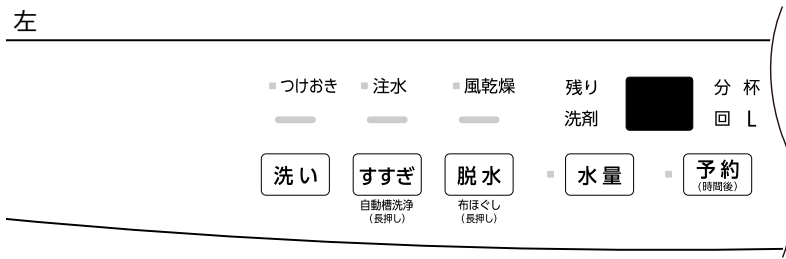 左
つけおき 注水 風乾燥 残り 分 杯
洗剤 回 L
洗い すすぎ 脱水 水量 予約
(時間後)
自動槽洗浄 布ほぐし
(長押し) (長押し)